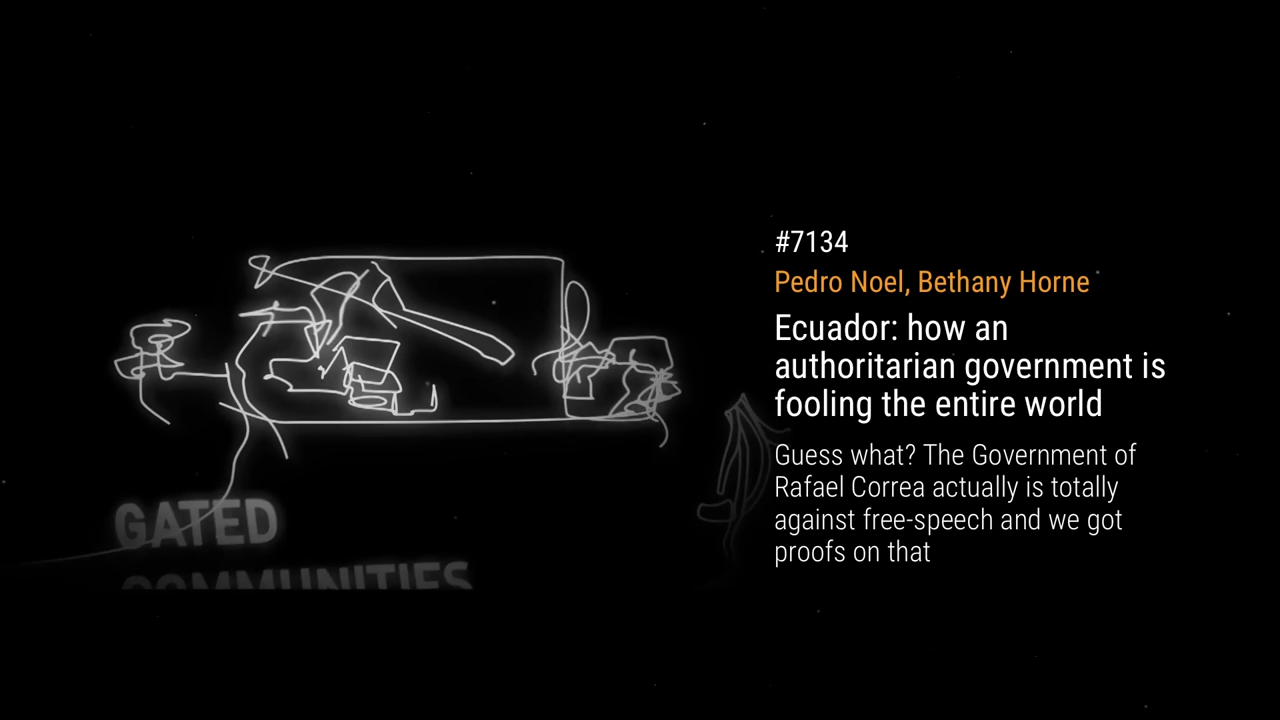 #7134
Pedro Noel, Bethany Horne
Ecuador: how an
authoritarian government is
fooling the entire world
Guess what? The Government of
Rafael Correa actually is totally
against free-speech and we got
proofs on that
GATED
COMMUNITIES